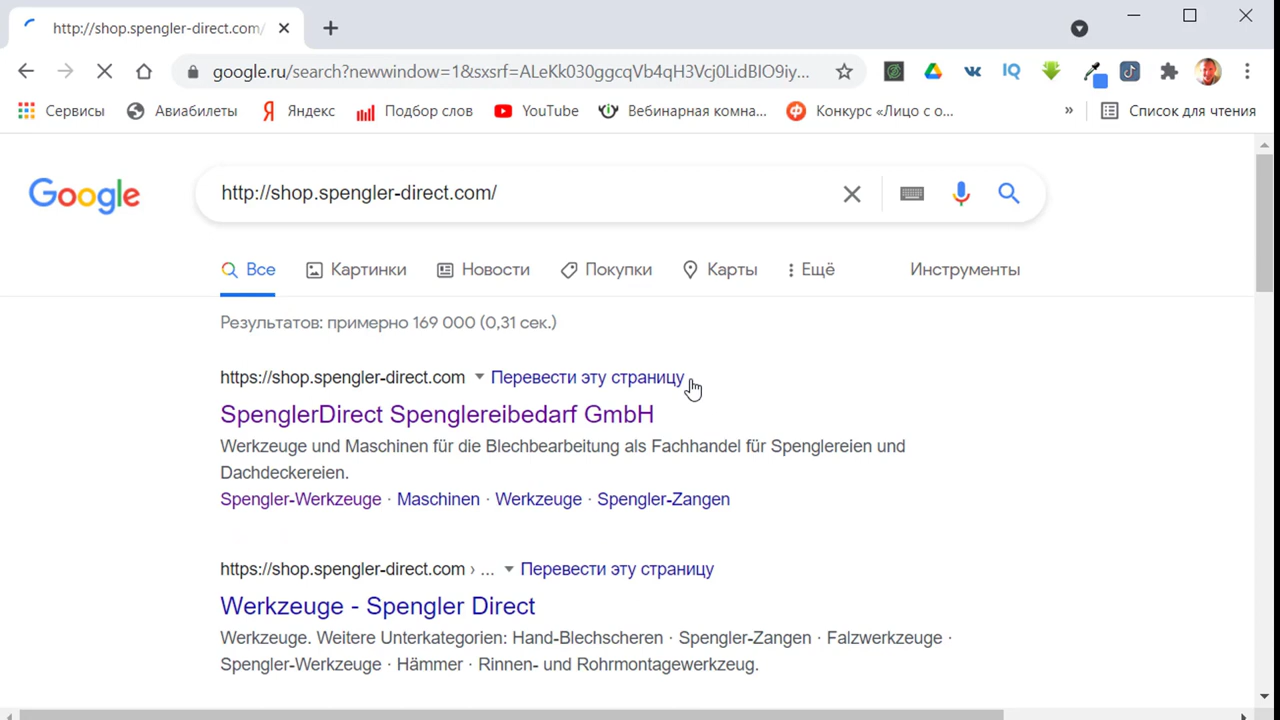 http://shop.spengler-direct.com/
google.ru/search?newwindow=1&sxsrf=ALeKk030ggcqVb4qH3Vcj0LidBIO9iy...
Сервисы Авиабилеты Яндекс Подбор слов YouTube Вебинарная комна... Конкурс «Лицо с о... » Список для чтения
Google http://shop.spengler-direct.com/
Все Картинки Новости Покупки Карты Ещё Инструменты
Результатов: примерно 169 000 (0,31 сек.)
https://shop.spengler-direct.com Перевести эту страницу
SpenglerDirect Spenglereibedarf GmbH
Werkzeuge und Maschinen für die Blechbearbeitung als Fachhandel für Spenglereien und
Dachdeckereien.
Spengler-Werkzeuge · Maschinen · Werkzeuge · Spengler-Zangen
https://shop.spengler-direct.com › ... Перевести эту страницу
Werkzeuge - Spengler Direct
Werkzeuge. Weitere Unterkategorien: Hand-Blechscheren · Spengler-Zangen · Falzwerkzeuge ·
Spengler-Werkzeuge · Hämmer · Rinnen- und Rohrmontagewerkzeug.